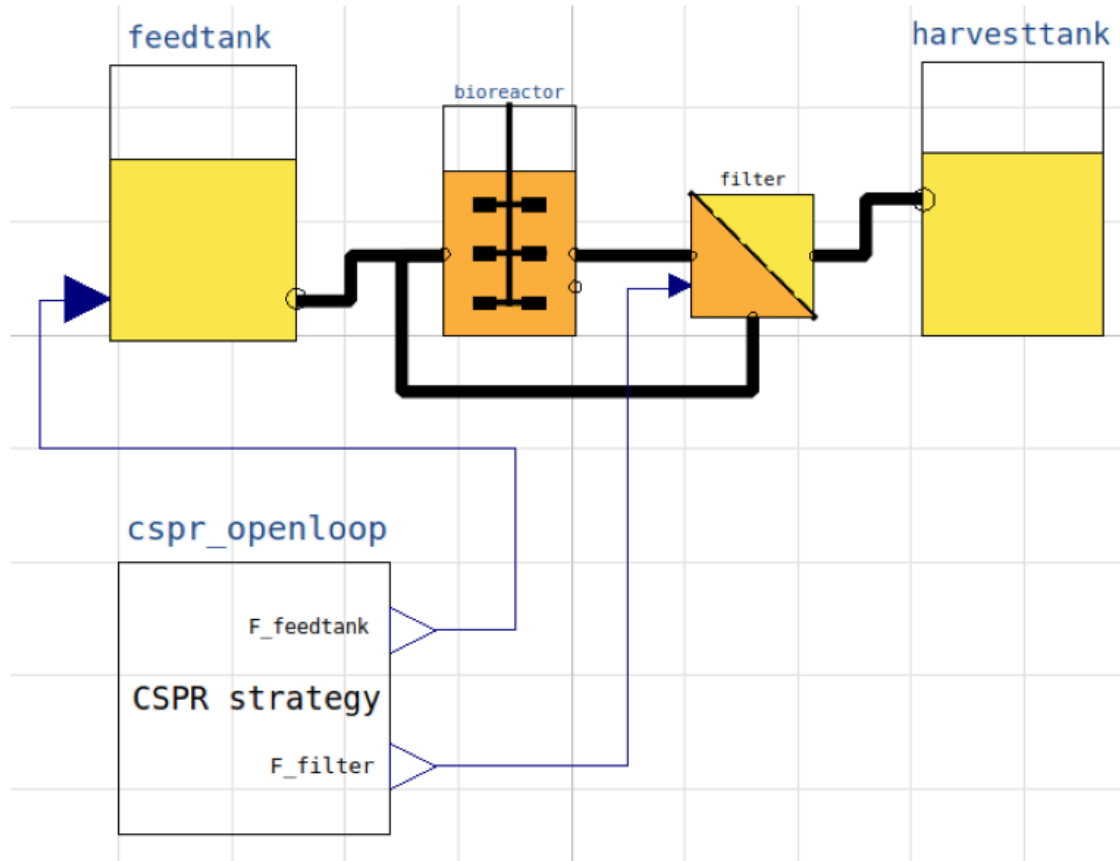 feedtank
harvesttank
bioreactor
filter
cspr_openloop
F_feedtank
CSPR strategy
F_filter